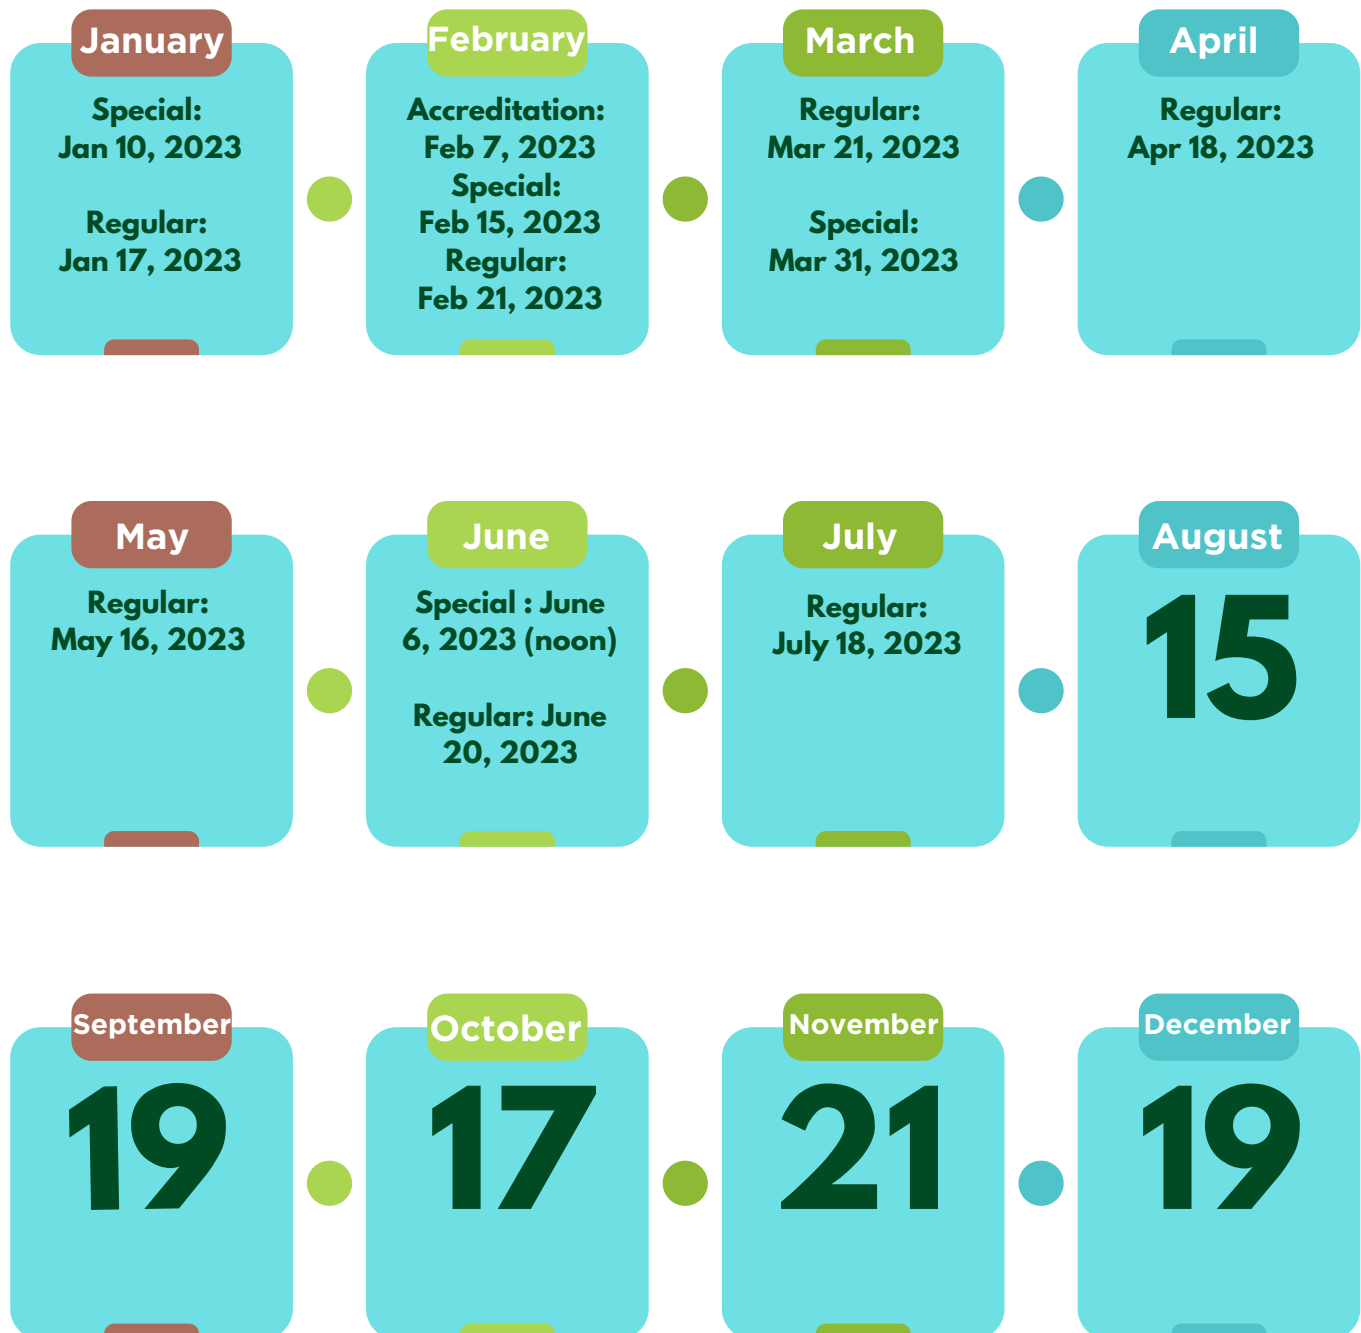 January
Special:
Jan 10, 2023
Regular:
Jan 17, 2023
February
Accreditation:
Feb 7, 2023
Special:
Feb 15, 2023
Regular:
Feb 21, 2023
March
Regular:
Mar 21, 2023
Special:
Mar 31, 2023
April
Regular:
Apr 18, 2023
May
Regular:
May 16, 2023
June
Special : June
6, 2023 (noon)
Regular: June
20, 2023
July
Regular:
July 18, 2023
August
15
September
19
October
17
November
21
December
19